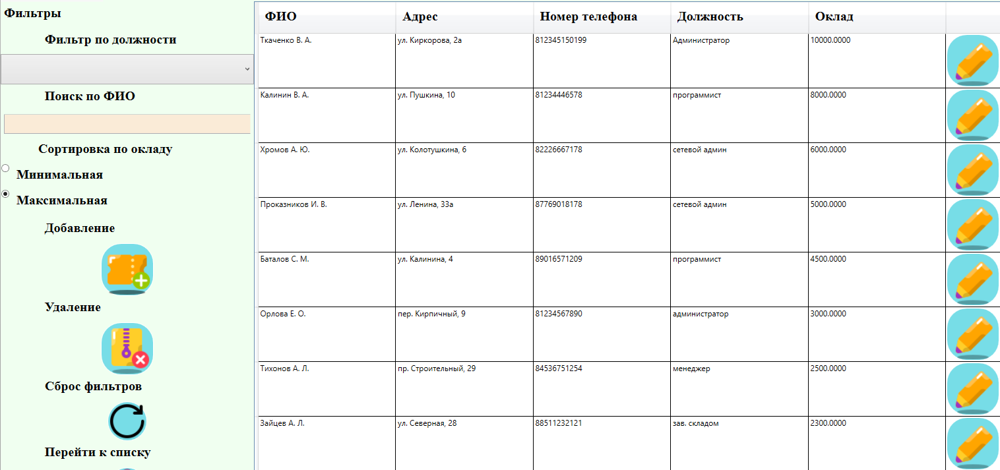 Фильтры
Фильтр по должности
Поиск по ФИО
Сортировка по окладу
Минимальная
Максимальная
Добавление
Удаление
Сброс фильтров
Перейти к списку
ФИО Адрес Номер телефона Должность Оклад
Ткаченко В. А. ул. Киркорова, 2а 812345150199 Администратор 10000.0000
Калинин В. А. ул. Пушкина, 10 81234446578 программист 8000.0000
Хромов А. Ю. ул. Колотушкина, 6 82226667178 сетевой админ 6000.0000
Проказников И. В. ул. Ленина, 33а 87769018178 сетевой админ 5000.0000
Баталов С. М. ул. Калинина, 4 89016571209 программист 4500.0000
Орлова Е. О. пер. Кирпичный, 9 81234567890 администратор 3000.0000
Тихонов А. Л. пр. Строительный, 29 84536751254 менеджер 2500.0000
Зайцев А. Л. ул. Северная, 28 88511232121 зав. складом 2300.0000